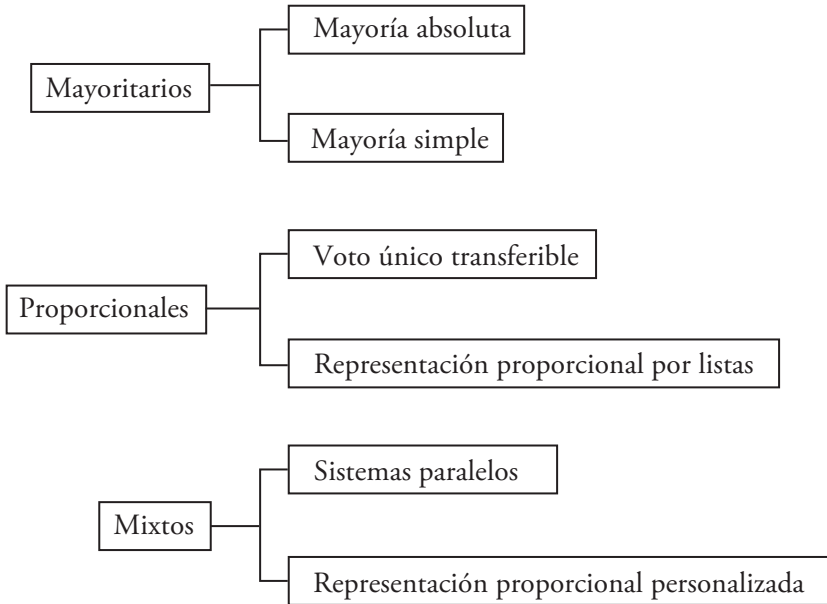 Mayoritarios
Mayoría absoluta
Mayoría simple
Proporcionales
Voto único transferible
Representación proporcional por listas
Mixtos
Sistemas paralelos
Representación proporcional personalizada